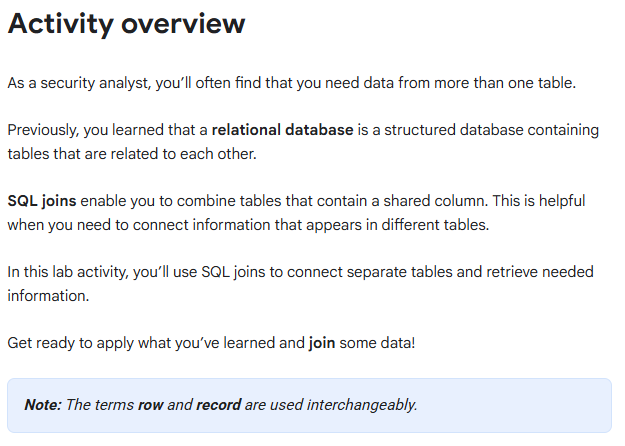 Activity overview
As a security analyst, you’ll often find that you need data from more than one table.
Previously, you learned that a relational database is a structured database containing
tables that are related to each other.
SQL joins enable you to combine tables that contain a shared column. This is helpful
when you need to connect information that appears in different tables.
In this lab activity, you’ll use SQL joins to connect separate tables and retrieve needed
information.
Get ready to apply what you’ve learned and join some data!
Note: The terms row and record are used interchangeably.